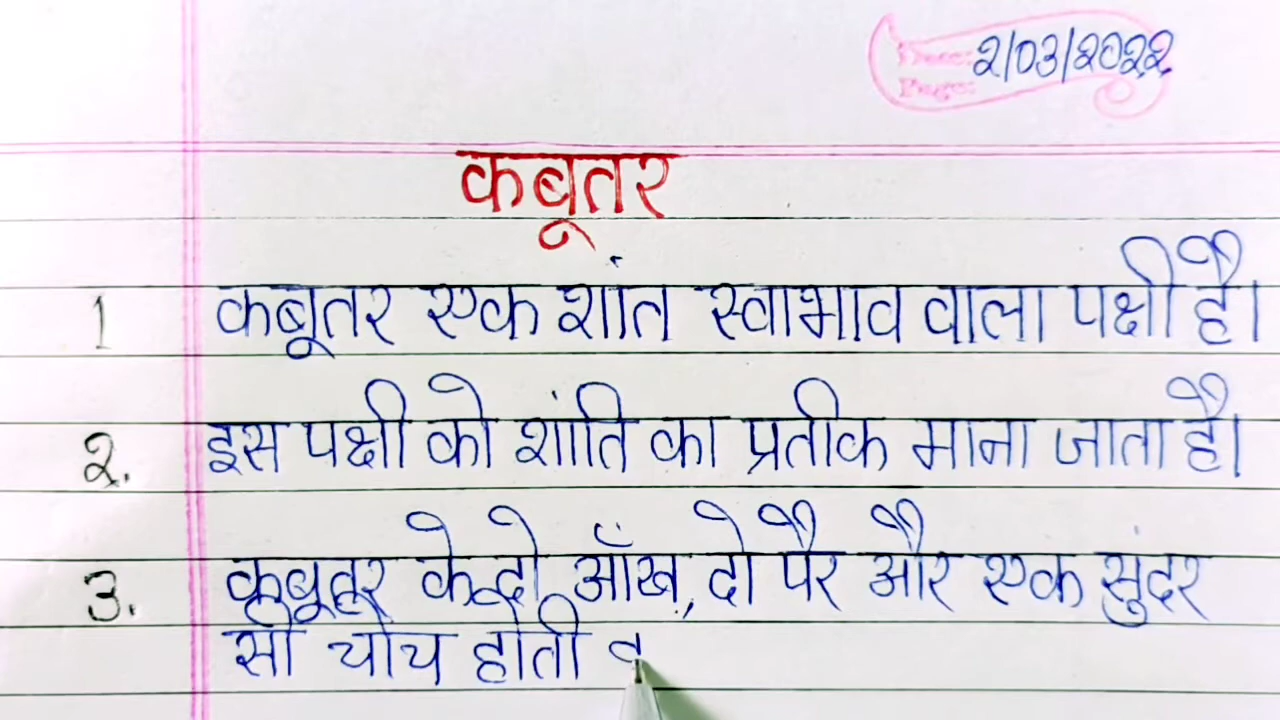 Date: 2/03/2022
Page:
कबूतर
1 कबूतर एक शांत स्वाभाव वाला पक्षी है।
2. इस पक्षी को शांति का प्रतीक माना जाता है।
3. कबूतर के दो आँख, दो पैर और एक सुंदर
सी चोंच होती